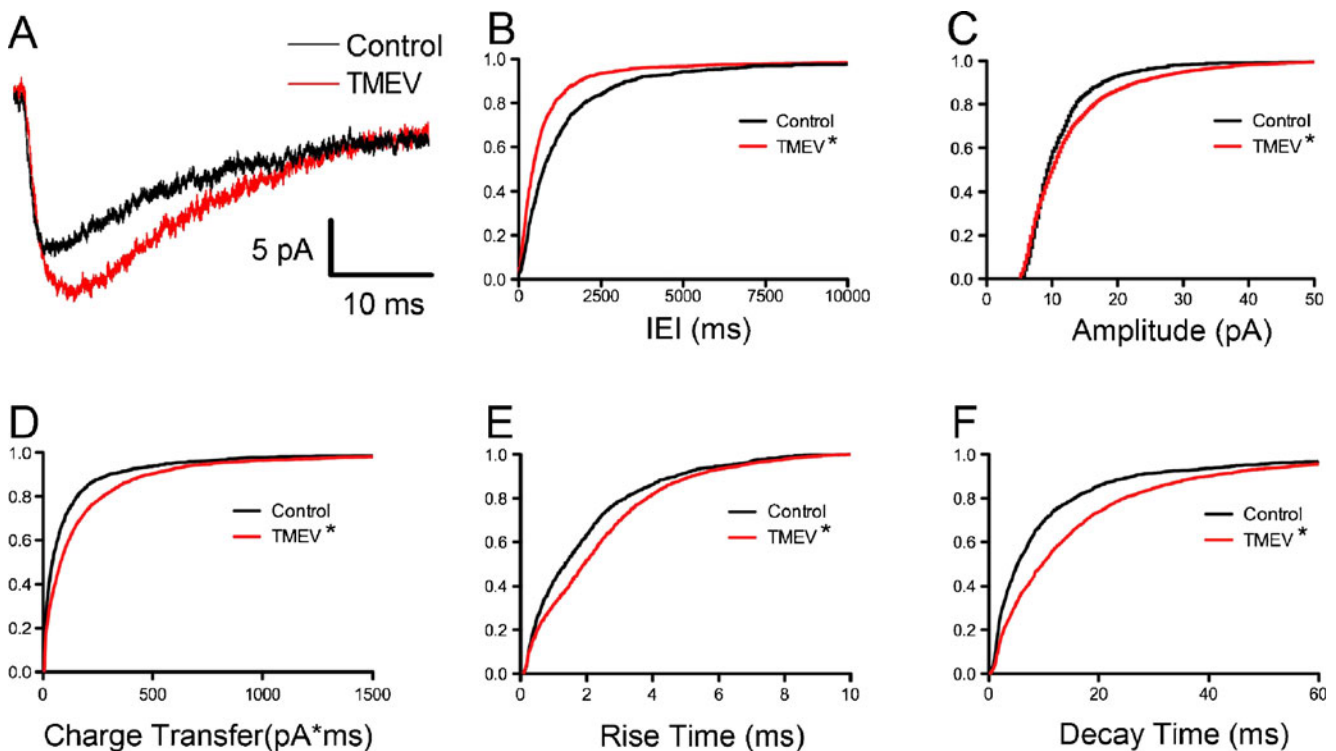 A
Control
TMEV
5 pA
10 ms
B
1.0
0.8
0.6
0.4
0.2
0.0
Control
TMEV*
0 2500 5000 7500 10000
IEI (ms)
C
1.0
0.8
0.6
0.4
0.2
0.0
Control
TMEV*
0 10 20 30 40 50
Amplitude (pA)
D
1.0
0.8
0.6
0.4
0.2
0.0
Control
TMEV*
0 500 1000 1500
Charge Transfer(pA*ms)
E
1.0
0.8
0.6
0.4
0.2
0.0
Control
TMEV*
0 2 4 6 8 10
Rise Time (ms)
F
1.0
0.8
0.6
0.4
0.2
0.0
Control
TMEV*
0 20 40 60
Decay Time (ms)